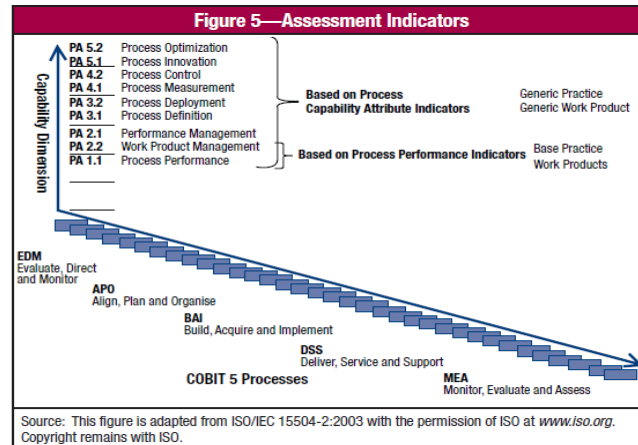 Figure 5—Assessment Indicators
Capability Dimension
PA 5.2 Process Optimization
PA 5.1 Process Innovation
PA 4.2 Process Control
PA 4.1 Process Measurement
PA 3.2 Process Deployment
PA 3.1 Process Definition
PA 2.1 Performance Management
PA 2.2 Work Product Management
PA 1.1 Process Performance
Based on Process
Capability Attribute Indicators
Generic Practice
Generic Work Product
Based on Process Performance Indicators
Base Practice
Work Products
EDM
Evaluate, Direct
and Monitor
APO
Align, Plan and Organise
BAI
Build, Acquire and Implement
DSS
Deliver, Service and Support
MEA
Monitor, Evaluate and Assess
COBIT 5 Processes
Source: This figure is adapted from ISO/IEC 15504-2:2003 with the permission of ISO at www.iso.org.
Copyright remains with ISO.